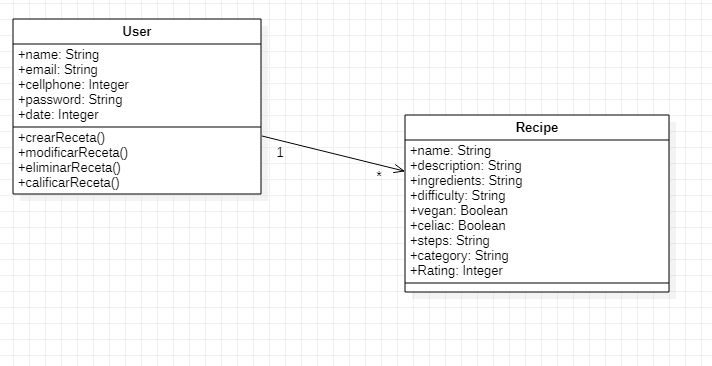 User
+name: String
+email: String
+cellphone: Integer
+password: String
+date: Integer
+crearReceta()
+modificarReceta()
+eliminarReceta()
+calificarReceta()
1
*
Recipe
+name: String
+description: String
+ingredients: String
+difficulty: String
+vegan: Boolean
+celiac: Boolean
+steps: String
+category: String
+Rating: Integer